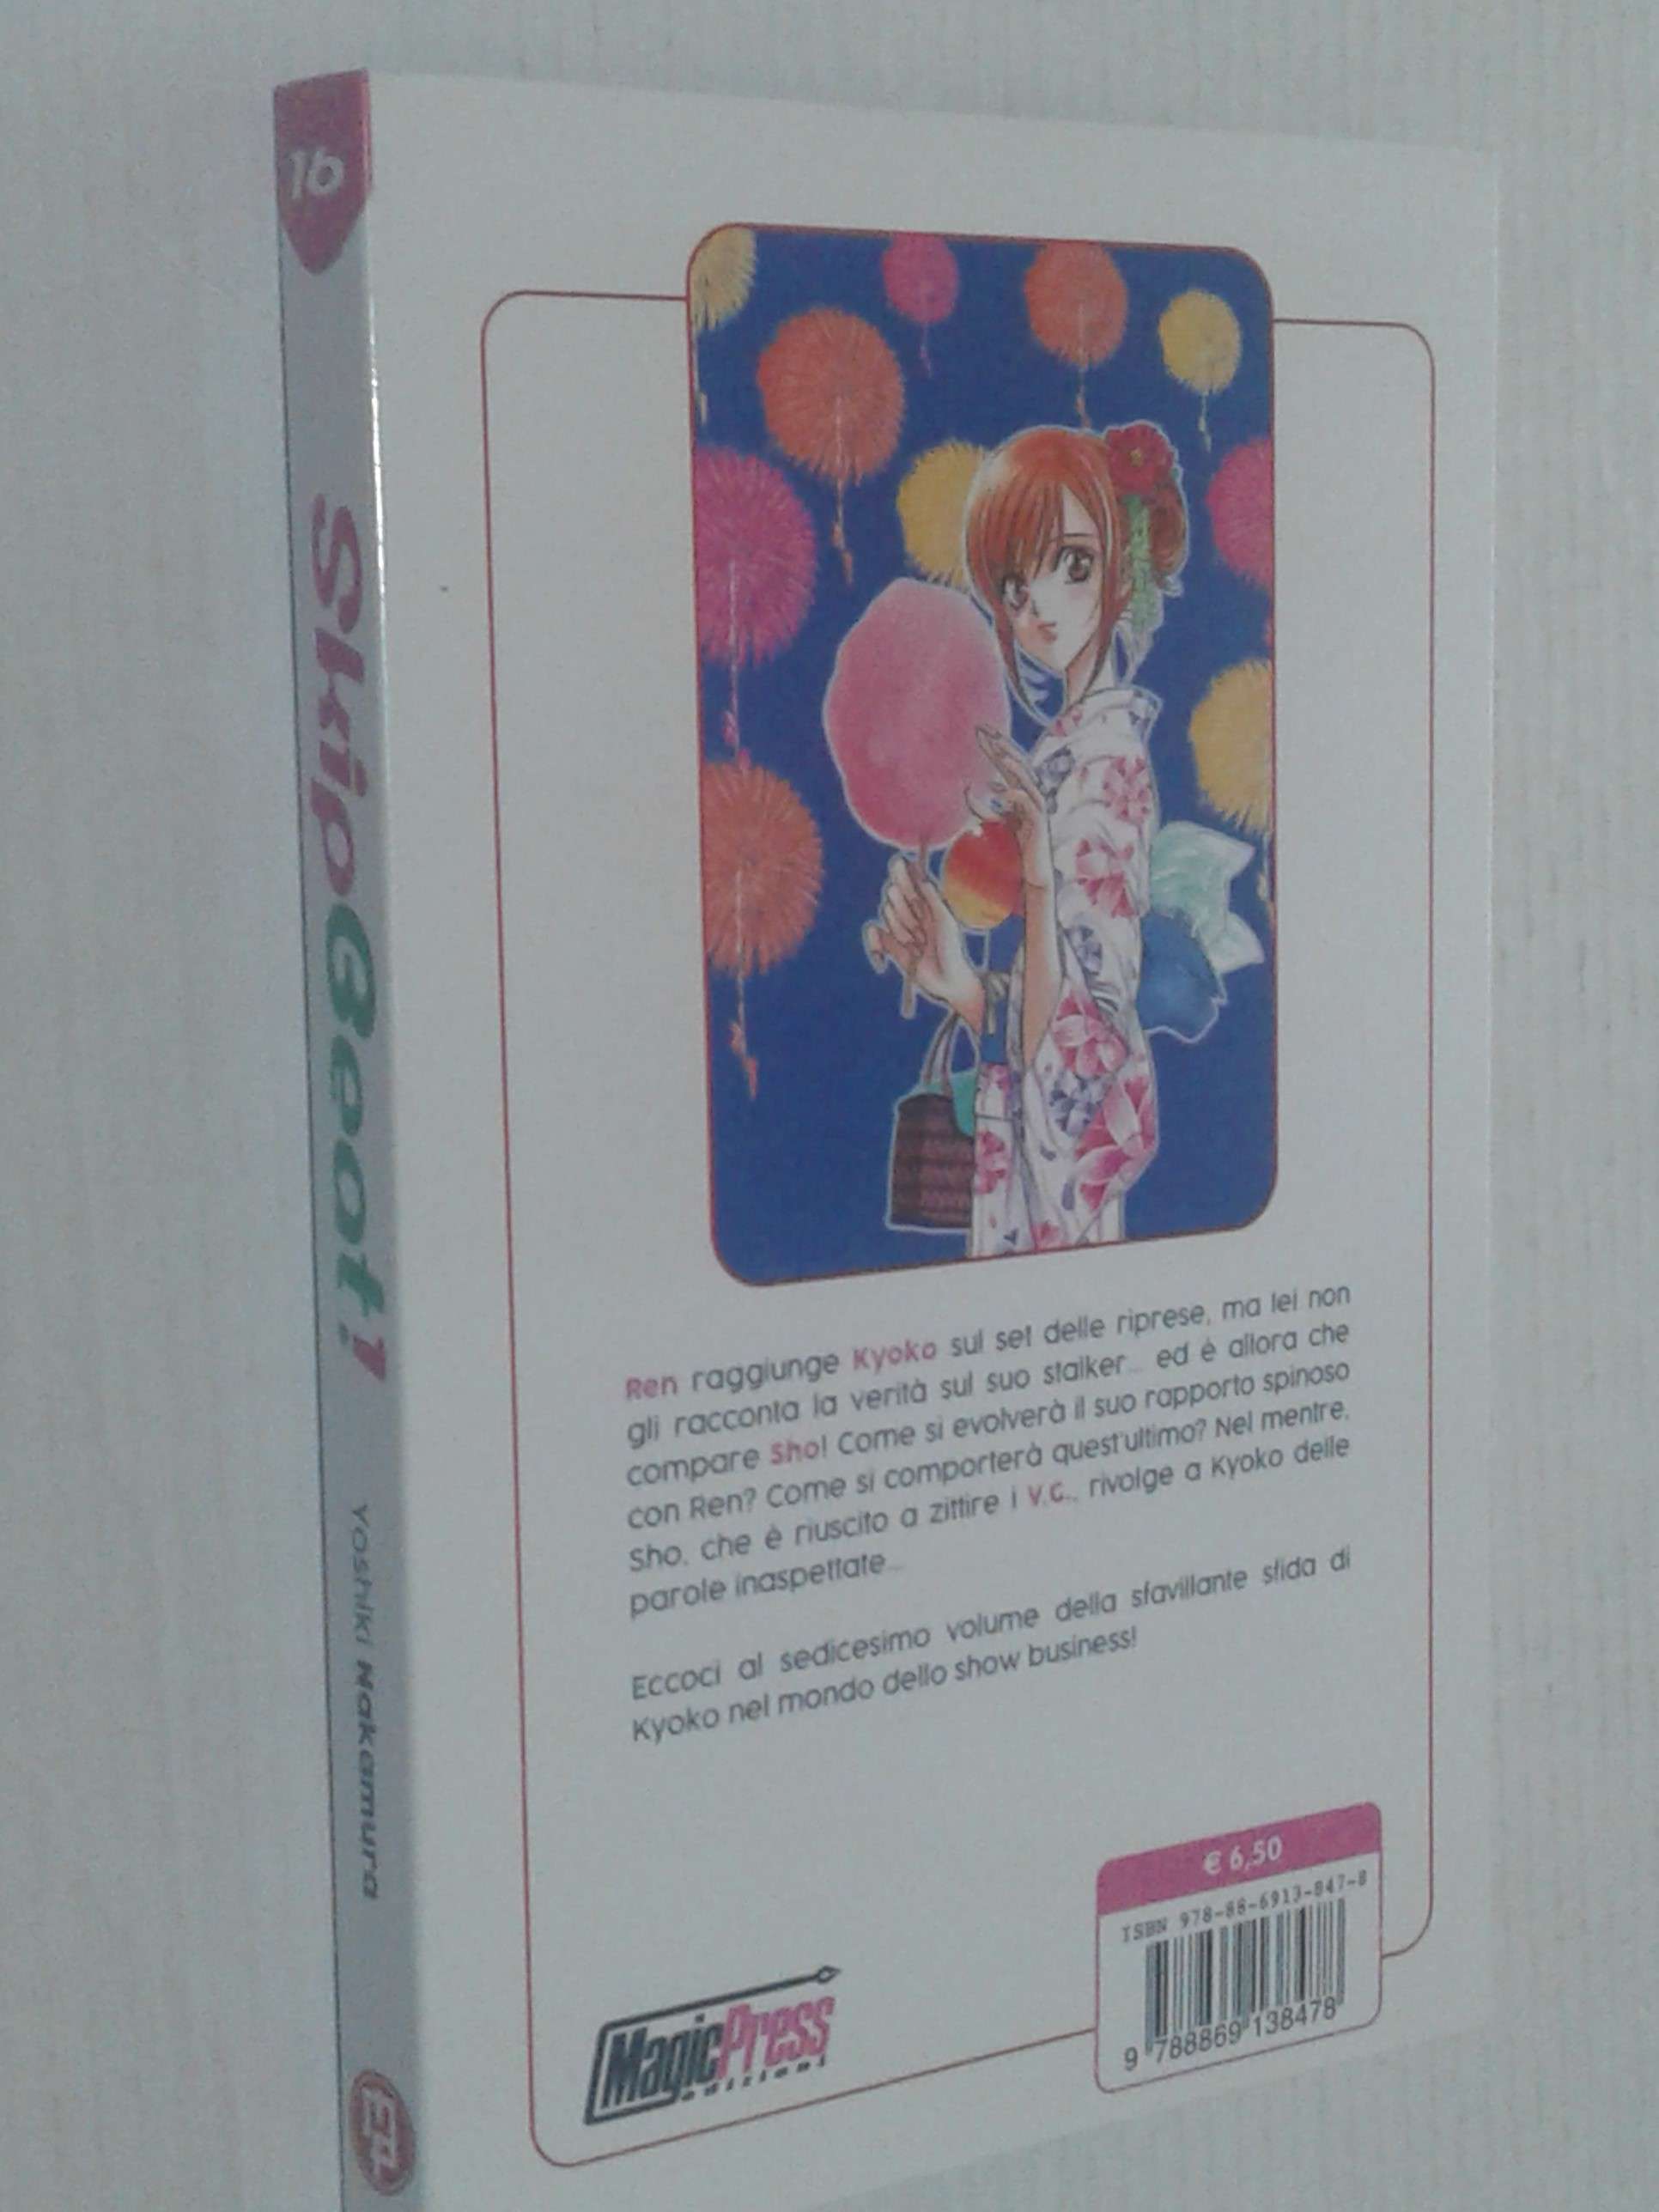 16
Skip Beat!
Yoshiki Nakamura
Ren raggiunge Kyoko sul set delle riprese, ma lei non
gli racconta la verità sul suo stalker... ed è allora che
compare Sho! Come si evolverà il suo rapporto spinoso
con Ren? Come si comporterà quest'ultimo? Nel mentre,
Sho, che è riuscito a zittire i V.G., rivolge a Kyoko delle
parole inaspettate...
Eccoci al sedicesimo volume della sfavillante sfida di
Kyoko nel mondo dello show business!
€ 6,50
ISBN 978-88-6913-847-8
9 788869 138478
MagicPress
edizioni